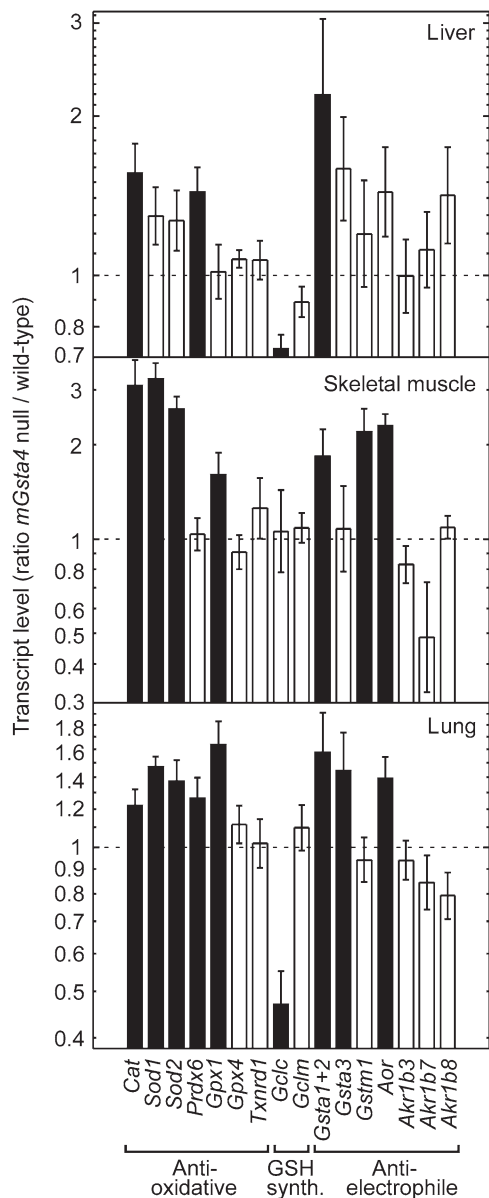 Transcript level (ratio mGsta4 null / wild-type)
Liver
3
2
1
0.8
0.7
Skeletal muscle
3
2
1
0.8
0.6
0.5
0.4
0.3
Lung
1.8
1.6
1.4
1.2
1
0.9
0.8
0.7
0.6
0.5
0.4
Cat
Sod1
Sod2
Prdx6
Gpx1
Gpx4
Txnrd1
Gclc
Gclm
Gsta1+2
Gsta3
Gstm1
Aor
Akr1b3
Akr1b7
Akr1b8
Anti-
oxidative
GSH
synth.
Anti-
electrophile